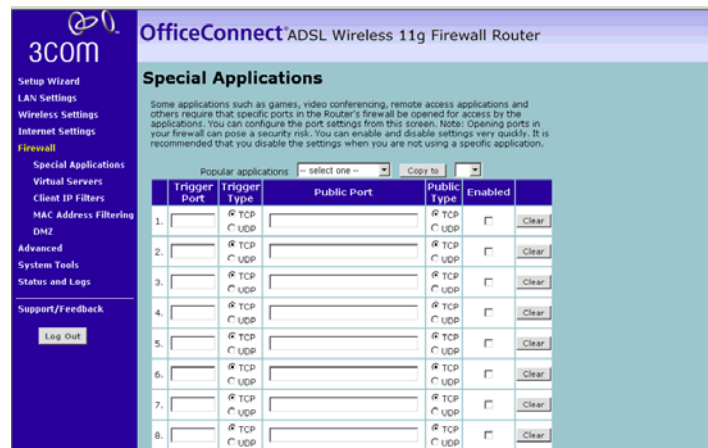 3COM
OfficeConnect ADSL Wireless 11g Firewall Router
Setup Wizard
LAN Settings
Wireless Settings
Internet Settings
Firewall
Special Applications
Virtual Servers
Client IP Filters
MAC Address Filtering
DMZ
Advanced
System Tools
Status and Logs
Support/Feedback
Log Out
Special Applications
Some applications such as games, video conferencing, remote access applications and
others require that specific ports in the Router's firewall be opened for access by the
applications. You can configure the port settings from this screen. Note: Opening ports in
your firewall can pose a security risk. You can enable and disable settings very quickly. It is
recommended that you disable the settings when you are not using a specific application.
Popular applications -- select one -- Copy to
Trigger Port Trigger Type Public Port Public Type Enabled
1. TCP UDP TCP UDP Clear
2. TCP UDP TCP UDP Clear
3. TCP UDP TCP UDP Clear
4. TCP UDP TCP UDP Clear
5. TCP UDP TCP UDP Clear
6. TCP UDP TCP UDP Clear
7. TCP UDP TCP UDP Clear
8. TCP UDP TCP UDP Clear